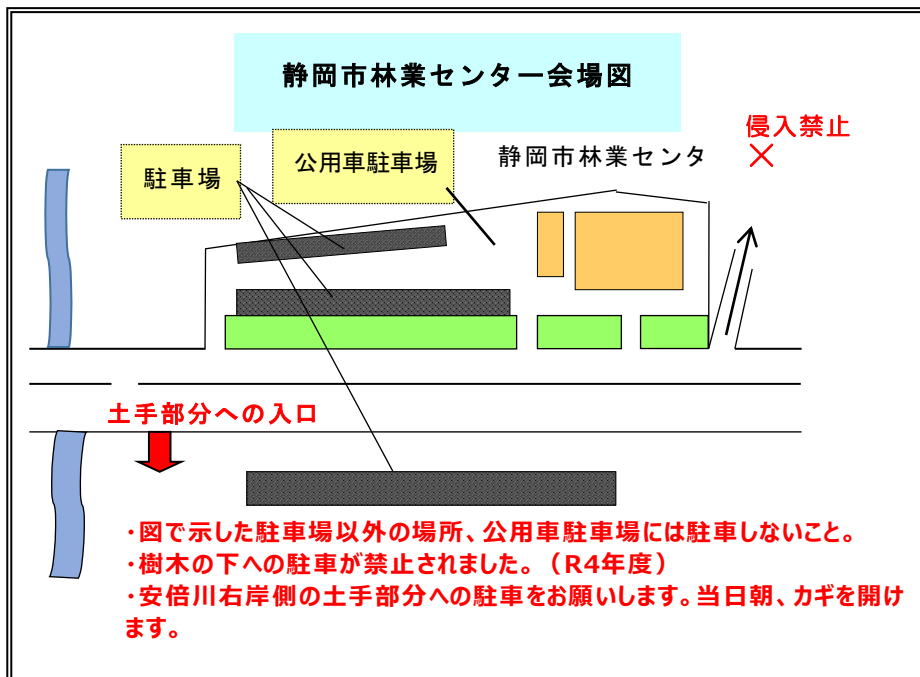 静岡市林業センター会場図
侵入禁止
×
公用車駐車場
静岡市林業センタ
駐車場
土手部分への入口
・図で示した駐車場以外の場所、公用車駐車場には駐車しないこと。
・樹木の下への駐車が禁止されました。（R4年度）
・安倍川右岸側の土手部分への駐車をお願いします。当日朝、カギを開け
ます。